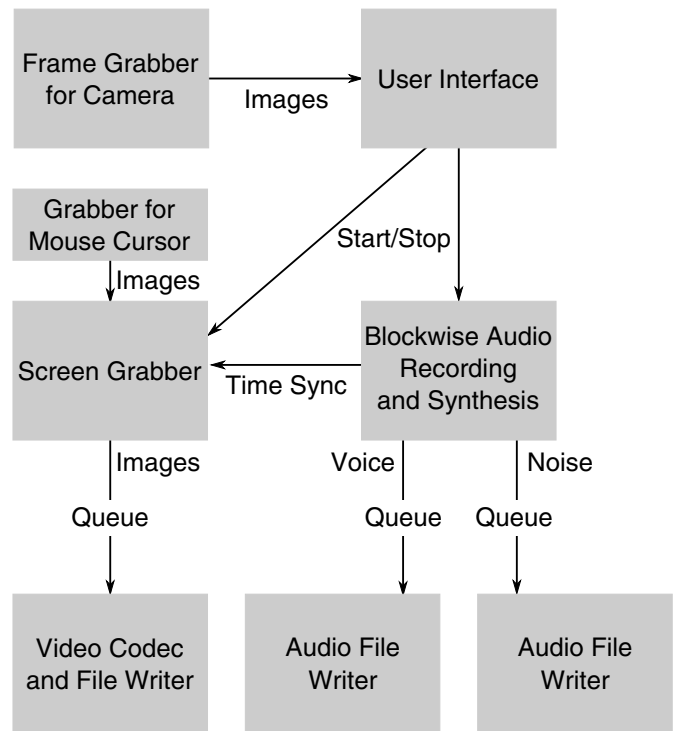 Frame Grabber
for Camera
Images
User Interface
Grabber for
Mouse Cursor
Start/Stop
Images
Screen Grabber
Time Sync
Blockwise Audio
Recording
and Synthesis
Images
Voice
Noise
Queue
Queue
Queue
Video Codec
and File Writer
Audio File
Writer
Audio File
Writer